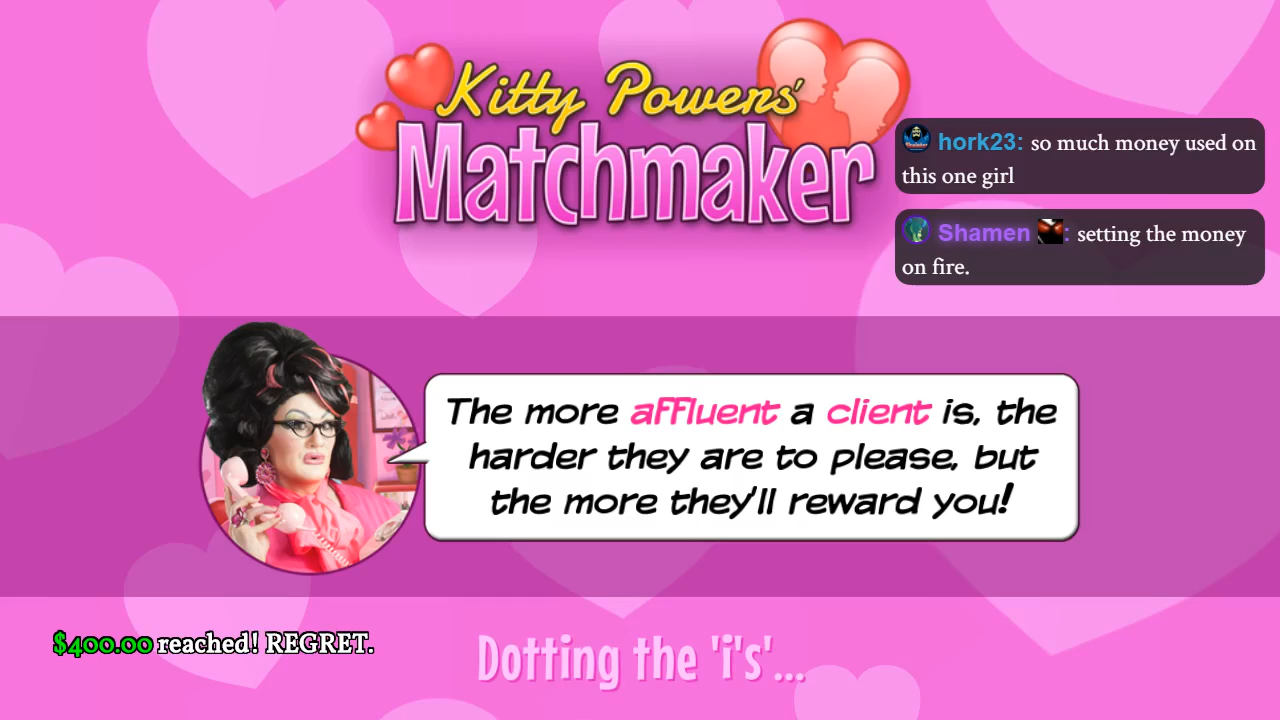 Kitty Powers'
Matchmaker
hork23: so much money used on
this one girl
Shamen : setting the money
on fire.
The more affluent a client is, the
harder they are to please, but
the more they'll reward you!
$400.00 reached! REGRET.
Dotting the 'i's'...